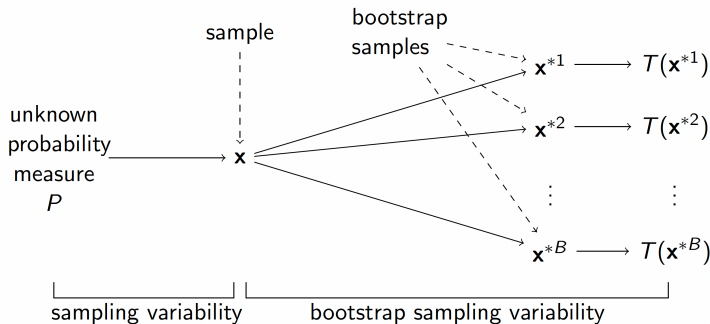 sample
bootstrap
samples
x*1
T(x*1)
unknown
probability
measure
P
x
x*2
T(x*2)
⋮ ⋮
x*B
T(x*B)
sampling variability
bootstrap sampling variability